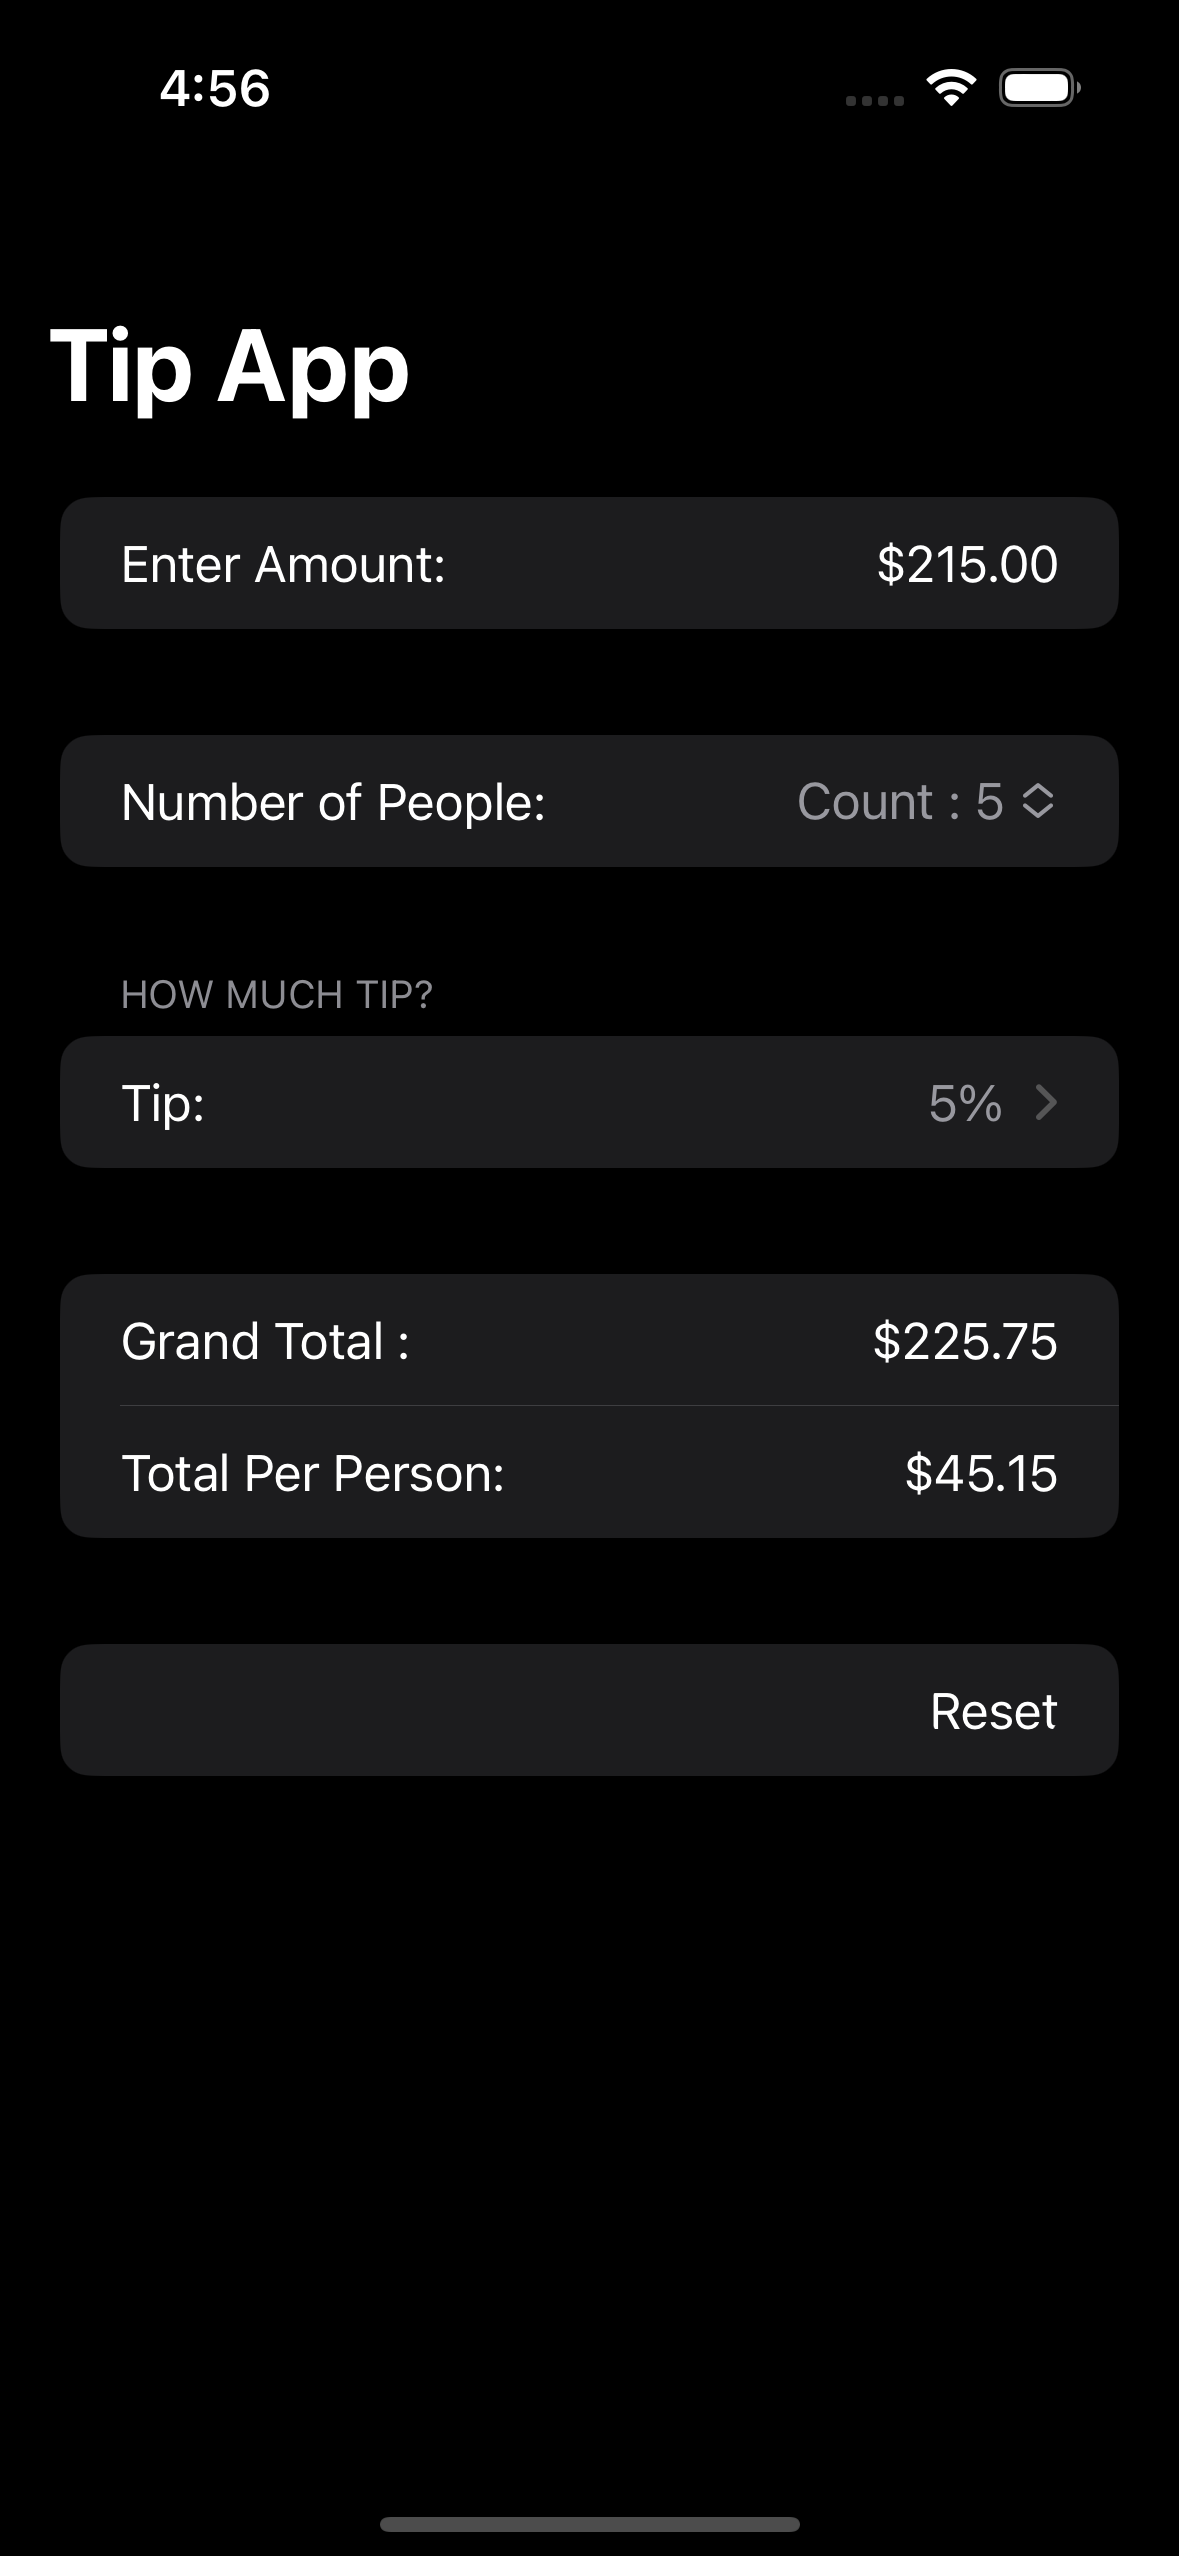 4:56
Tip App
Enter Amount: $215.00
Number of People: Count : 5
HOW MUCH TIP?
Tip: 5%
Grand Total : $225.75
Total Per Person: $45.15
Reset